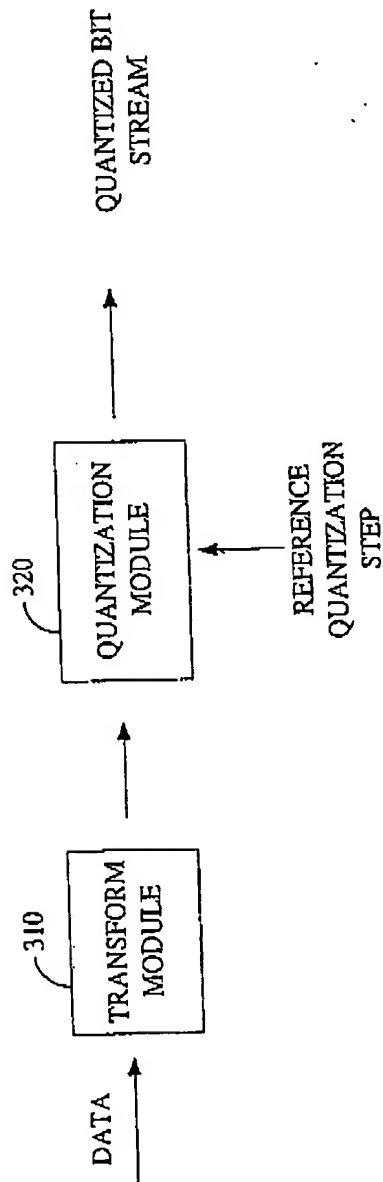 DATA
310
TRANSFORM
MODULE
320
QUANTIZATION
MODULE
REFERENCE
QUANTIZATION
STEP
QUANTIZED BIT
STREAM